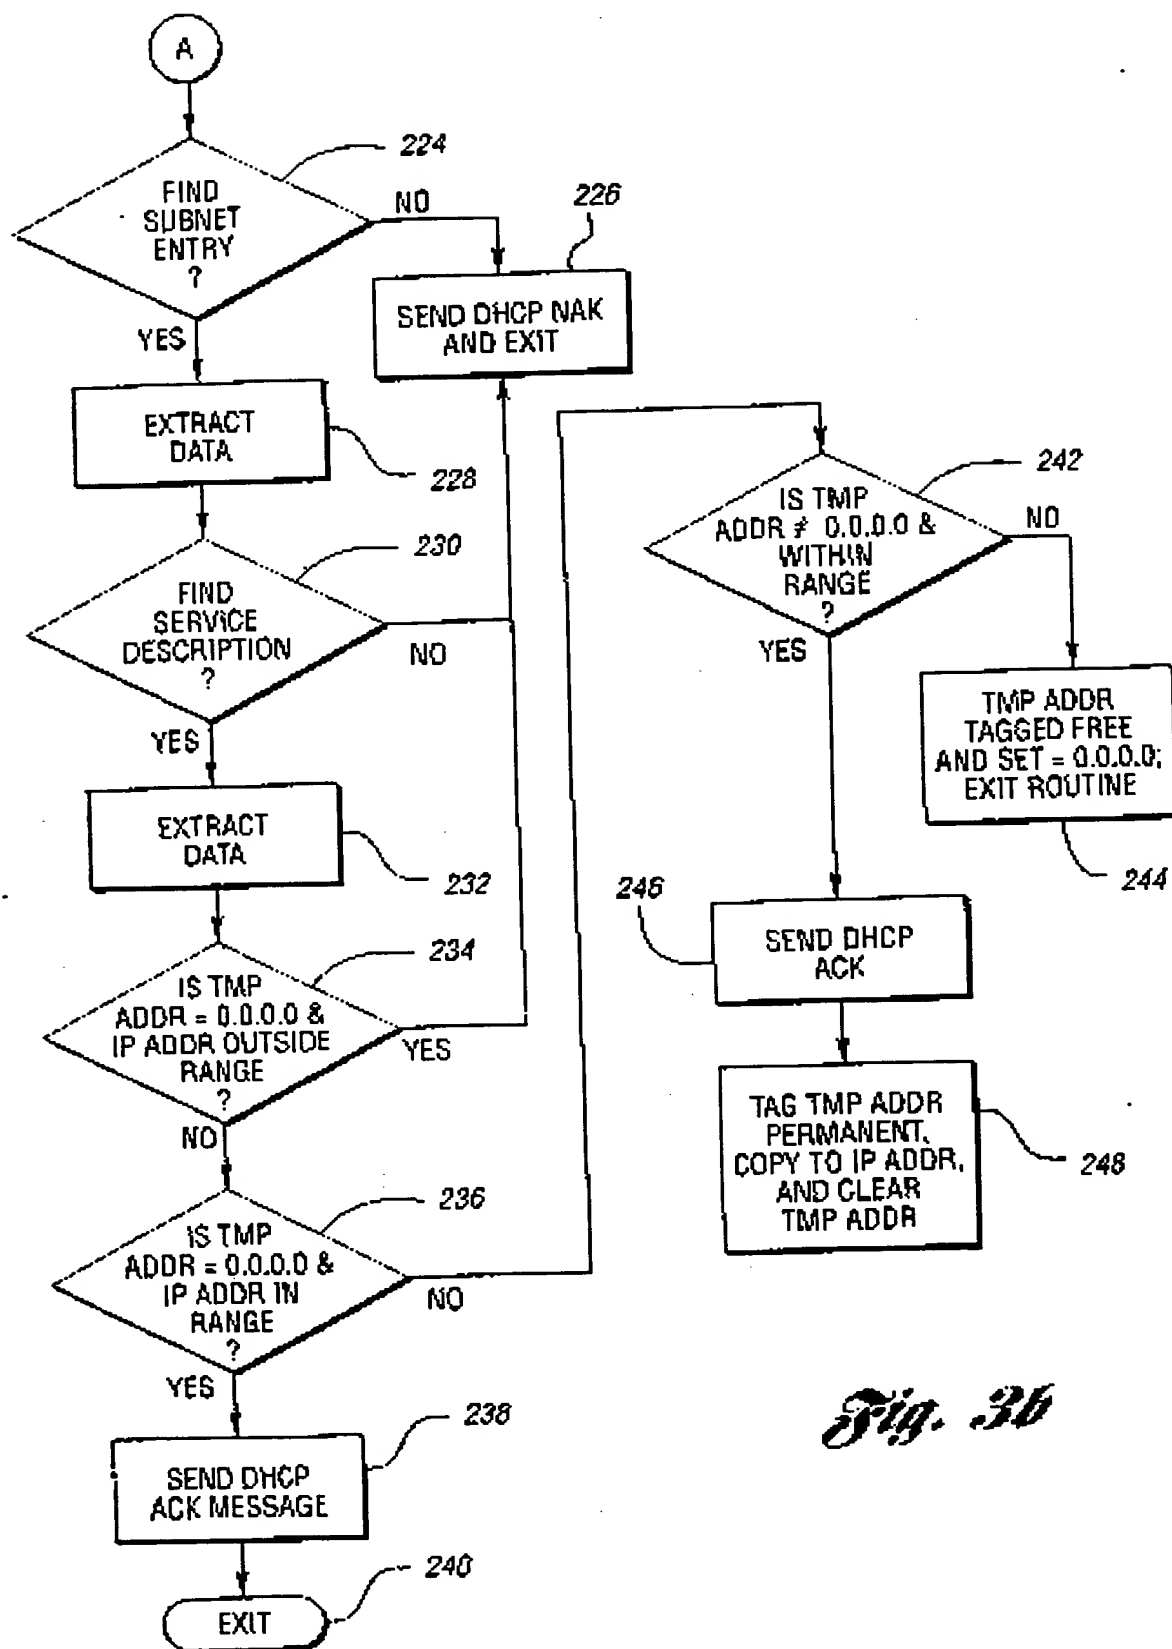 A
224
FIND
SUBNET
ENTRY
?
NO
YES
226
SEND DHCP NAK
AND EXIT
EXTRACT
DATA
228
230
FIND
SERVICE
DESCRIPTION
?
NO
YES
EXTRACT
DATA
232
234
IS TMP
ADDR = 0.0.0.0 &
IP ADDR OUTSIDE
RANGE
?
YES
NO
236
IS TMP
ADDR = 0.0.0.0 &
IP ADDR IN
RANGE
?
NO
YES
238
SEND DHCP
ACK MESSAGE
240
EXIT
242
IS TMP
ADDR ≠ 0.0.0.0 &
WITHIN
RANGE
?
NO
YES
TMP ADDR
TAGGED FREE
AND SET = 0.0.0.0;
EXIT ROUTINE
244
246
SEND DHCP
ACK
TAG TMP ADDR
PERMANENT,
COPY TO IP ADDR,
AND CLEAR
TMP ADDR
248
Fig. 3b